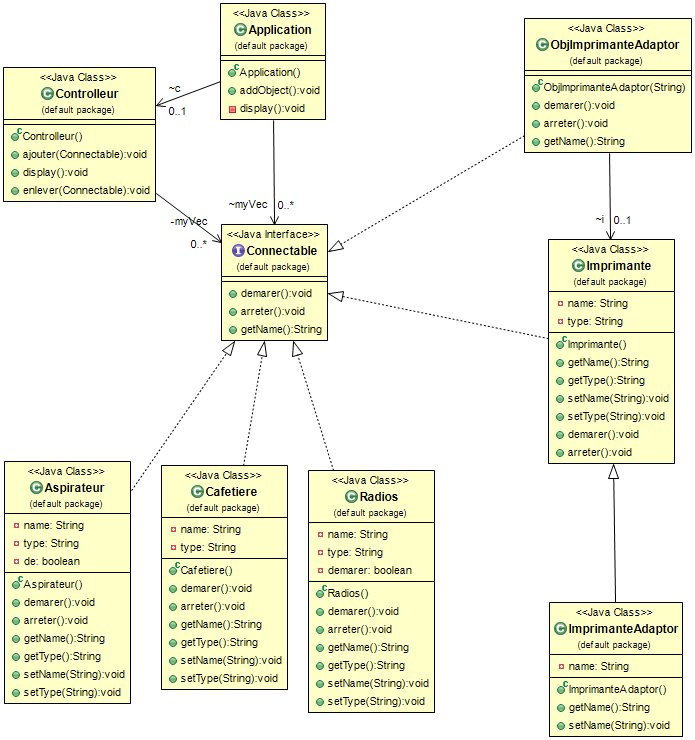 <<Java Class>>
Application
(default package)
Application()
addObject():void
display():void
<<Java Class>>
ObjImprimanteAdaptor
(default package)
ObjImprimanteAdaptor(String)
demarer():void
arreter():void
getName():String
<<Java Class>>
Controlleur
(default package)
Controlleur()
ajouter(Connectable):void
display():void
enlever(Connectable):void
~c
0..1
~myVec
0..*
-myVec
0..*
~i
0..1
<<Java Interface>>
Connectable
(default package)
demarer():void
arreter():void
getName():String
<<Java Class>>
Imprimante
(default package)
name: String
type: String
Imprimante()
getName():String
getType():String
setName(String):void
setType(String):void
demarer():void
arreter():void
<<Java Class>>
Aspirateur
(default package)
name: String
type: String
de: boolean
Aspirateur()
demarer():void
arreter():void
getName():String
getType():String
setName(String):void
setType(String):void
<<Java Class>>
Cafetiere
(default package)
name: String
type: String
Cafetiere()
demarer():void
arreter():void
getName():String
getType():String
setName(String):void
setType(String):void
<<Java Class>>
Radios
(default package)
name: String
type: String
demarer: boolean
Radios()
demarer():void
arreter():void
getName():String
getType():String
setName(String):void
setType(String):void
<<Java Class>>
ImprimanteAdaptor
(default package)
name: String
ImprimanteAdaptor()
getName():String
setName(String):void